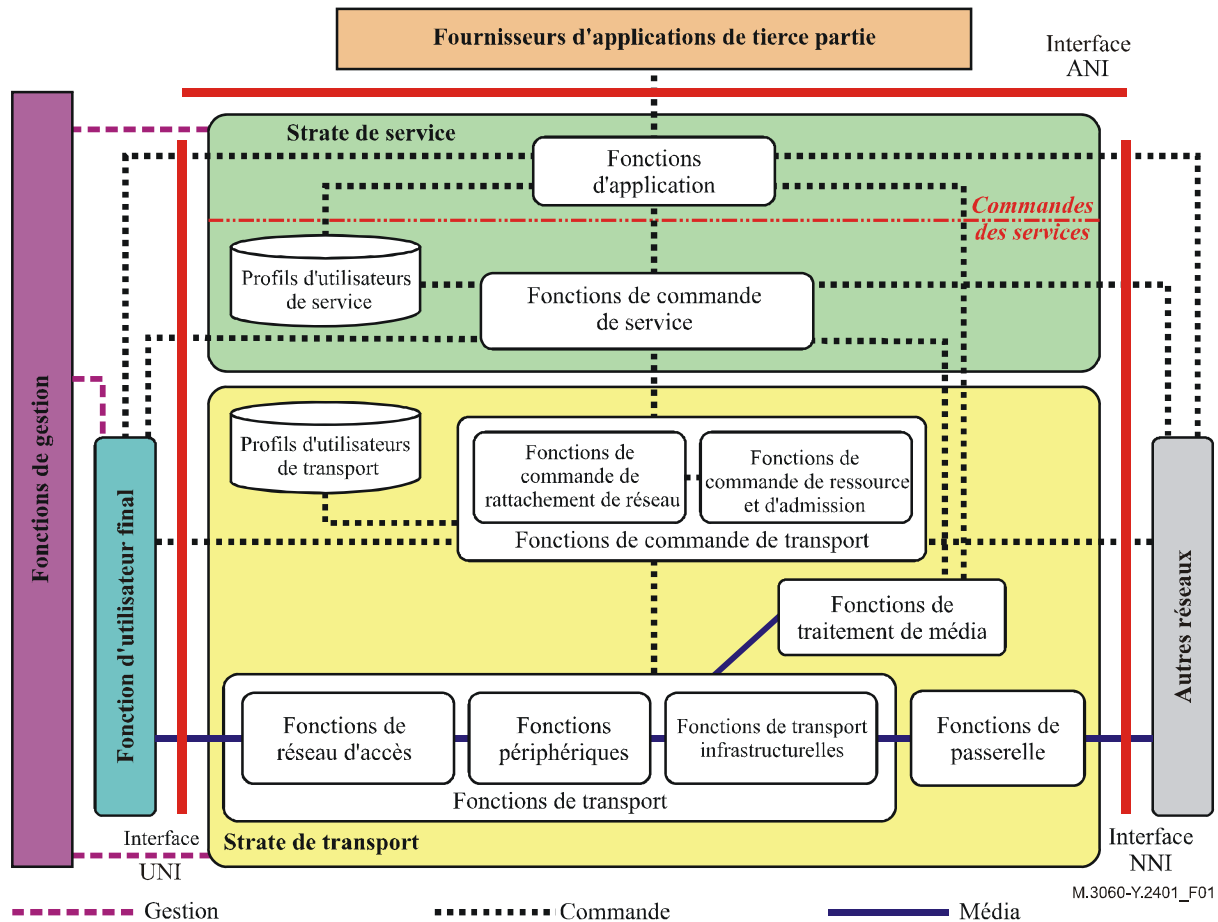 Fournisseurs d'applications de tierce partie
Interface
ANI
Strate de service
Fonctions
d'application
Commandes
des services
Profils d'utilisateurs
de service
Fonctions de commande
de service
Fonctions de gestion
Profils d'utilisateurs
de transport
Fonctions de
commande de
rattachement de réseau
Fonctions de
commande de ressource
et d'admission
Fonctions de commande de transport
Fonction d'utilisateur final
Autres réseaux
Fonctions de
traitement de média
Fonctions de
réseau d'accès
Fonctions
périphériques
Fonctions de transport
infrastructurelles
Fonctions de
passerelle
Fonctions de transport
Strate de transport
Interface
UNI
Interface
NNI
M.3060-Y.2401_F01
Gestion
Commande
Média